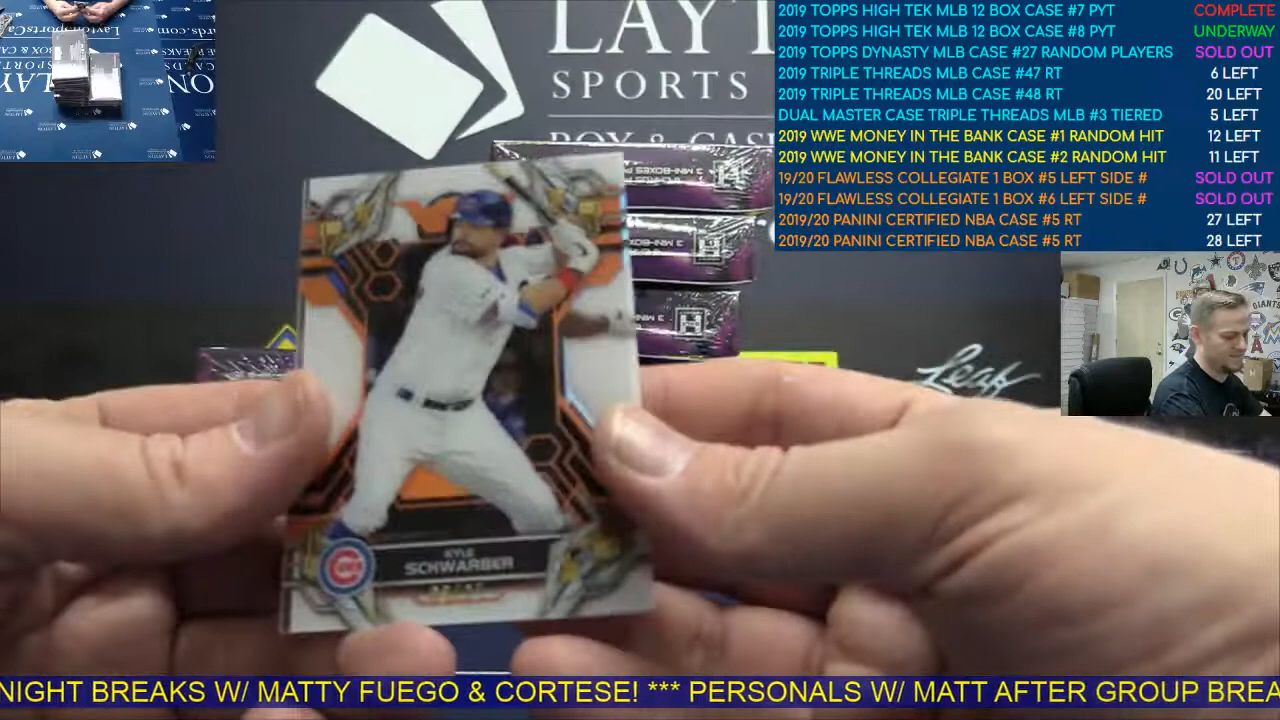 2019 TOPPS HIGH TEK MLB 12 BOX CASE #7 PYT COMPLETE
2019 TOPPS HIGH TEK MLB 12 BOX CASE #8 PYT UNDERWAY
2019 TOPPS DYNASTY MLB CASE #27 RANDOM PLAYERS SOLD OUT
2019 TRIPLE THREADS MLB CASE #47 RT 6 LEFT
2019 TRIPLE THREADS MLB CASE #48 RT 20 LEFT
DUAL MASTER CASE TRIPLE THREADS MLB #3 TIERED 5 LEFT
2019 WWE MONEY IN THE BANK CASE #1 RANDOM HIT 12 LEFT
2019 WWE MONEY IN THE BANK CASE #2 RANDOM HIT 11 LEFT
19/20 FLAWLESS COLLEGIATE 1 BOX #5 LEFT SIDE # SOLD OUT
19/20 FLAWLESS COLLEGIATE 1 BOX #6 LEFT SIDE # SOLD OUT
2019/20 PANINI CERTIFIED NBA CASE #5 RT 27 LEFT
2019/20 PANINI CERTIFIED NBA CASE #5 RT 28 LEFT
LAYT
SPORTS
BOX & CA
Leaf
KYLE
SCHWARBER
NIGHT BREAKS W/ MATTY FUEGO & CORTESE! *** PERSONALS W/ MATT AFTER GROUP BREA